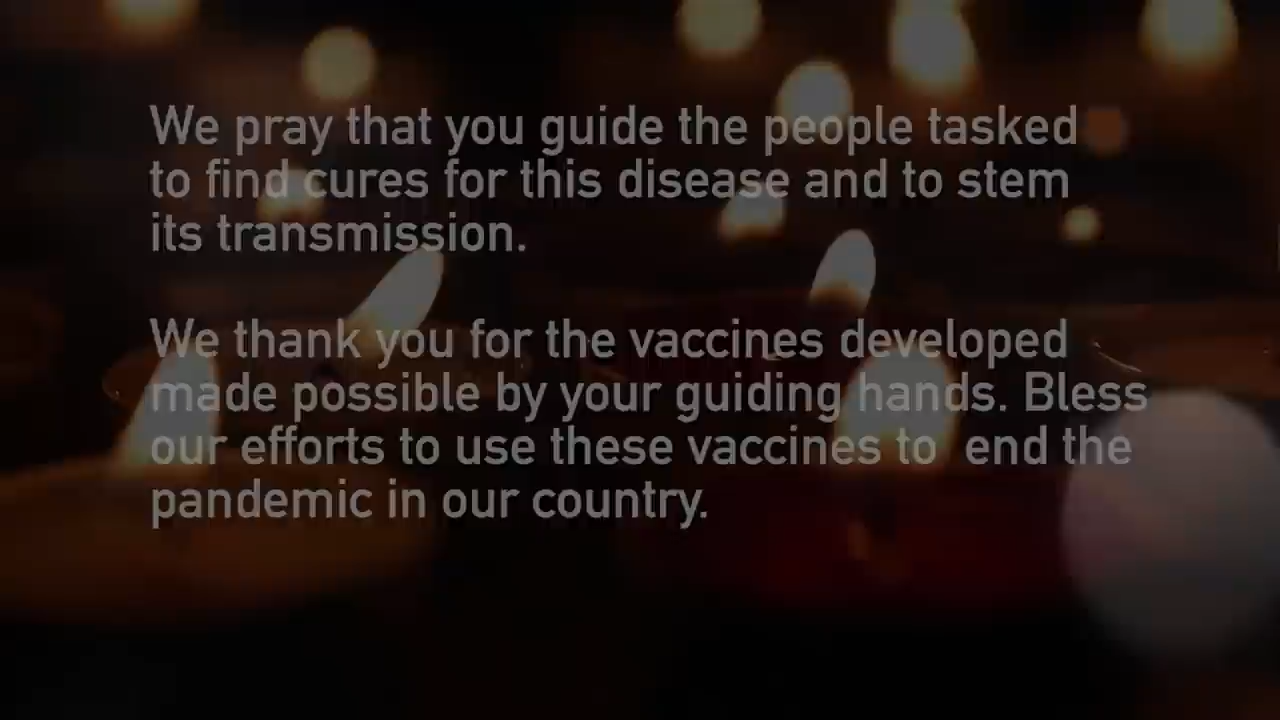 We pray that you guide the people tasked
to find cures for this disease and to stem
its transmission.
We thank you for the vaccines developed
made possible by your guiding hands. Bless
our efforts to use these vaccines to  end the
pandemic in our country.